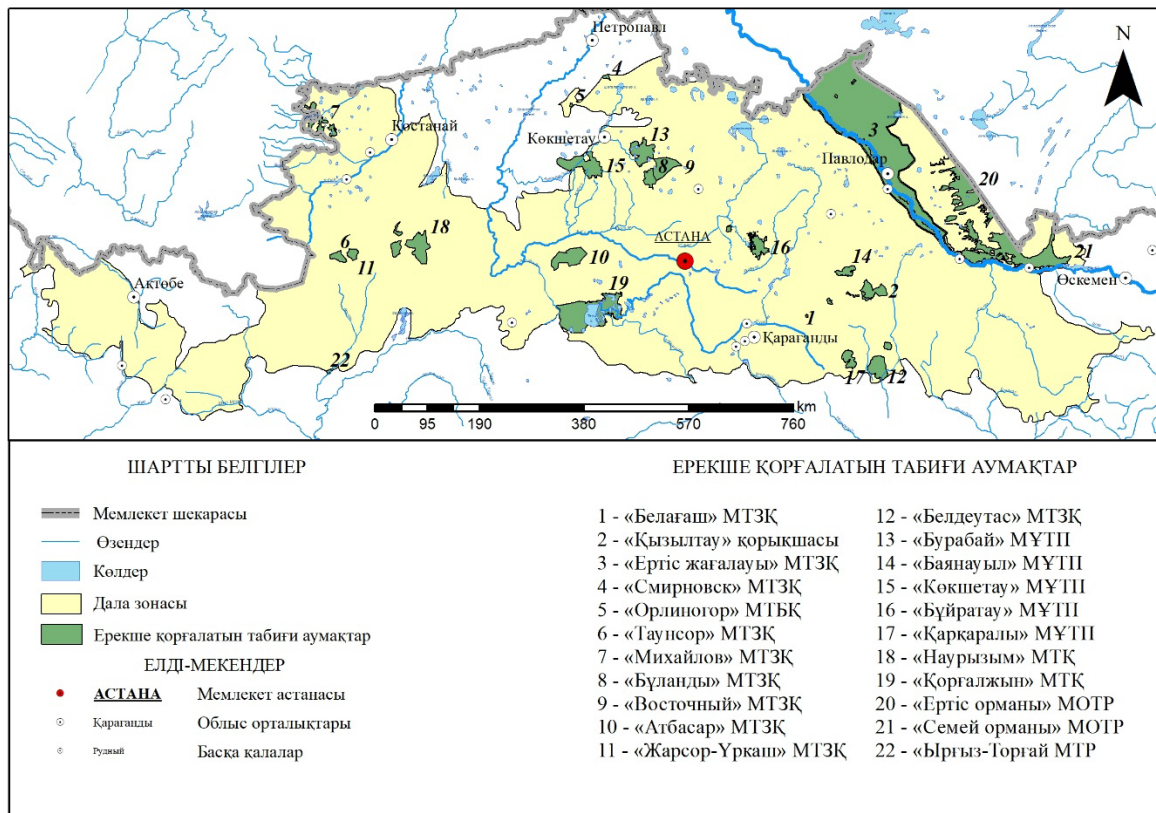 Петропавл
N
4
5
7
Қостанай
Көкшетау
13
3
15
8
9
Павлодар
20
18
6
6
11
АСТАНА
16
10
14
21
Өскемен
2
19
Ақтөбе
1
Қарағанды
22
17
12
km
0 95 190 380 570 760
ШАРТТЫ БЕЛГІЛЕР
Мемлекет шекарасы
Өзендер
Көлдер
Дала зонасы
Ерекше қорғалатын табиғи аумақтар
ЕЛДІ-МЕКЕНДЕР
АСТАНА Мемлекет астанасы
Қарағанды Облыс орталықтары
Рудный Басқа қалалар
ЕРЕКШЕ ҚОРҒАЛАТЫН ТАБИҒИ АУМАҚТАР
1 - «Белағаш» МТЗҚ
2 - «Қызылтау» қорықшасы
3 - «Ертіс жағалауы» МТЗҚ
4 - «Смирновск» МТЗҚ
5 - «Орлиногор» МТБҚ
6 - «Таунсор» МТЗҚ
7 - «Михайлов» МТЗҚ
8 - «Бұланды» МТЗҚ
9 - «Восточный» МТЗҚ
10 - «Атбасар» МТЗҚ
11 - «Жарсор-Үркаш» МТЗҚ
12 - «Белдеутас» МТЗҚ
13 - «Бурабай» МҰТП
14 - «Баянауыл» МҰТП
15 - «Көкшетау» МҰТП
16 - «Бұйратау» МҰТП
17 - «Қарқаралы» МҰТП
18 - «Наурызым» МТҚ
19 - «Қорғалжын» МТҚ
20 - «Ертіс орманы» МОТР
21 - «Семей орманы» МОТР
22 - «Ырғыз-Торғай МТР